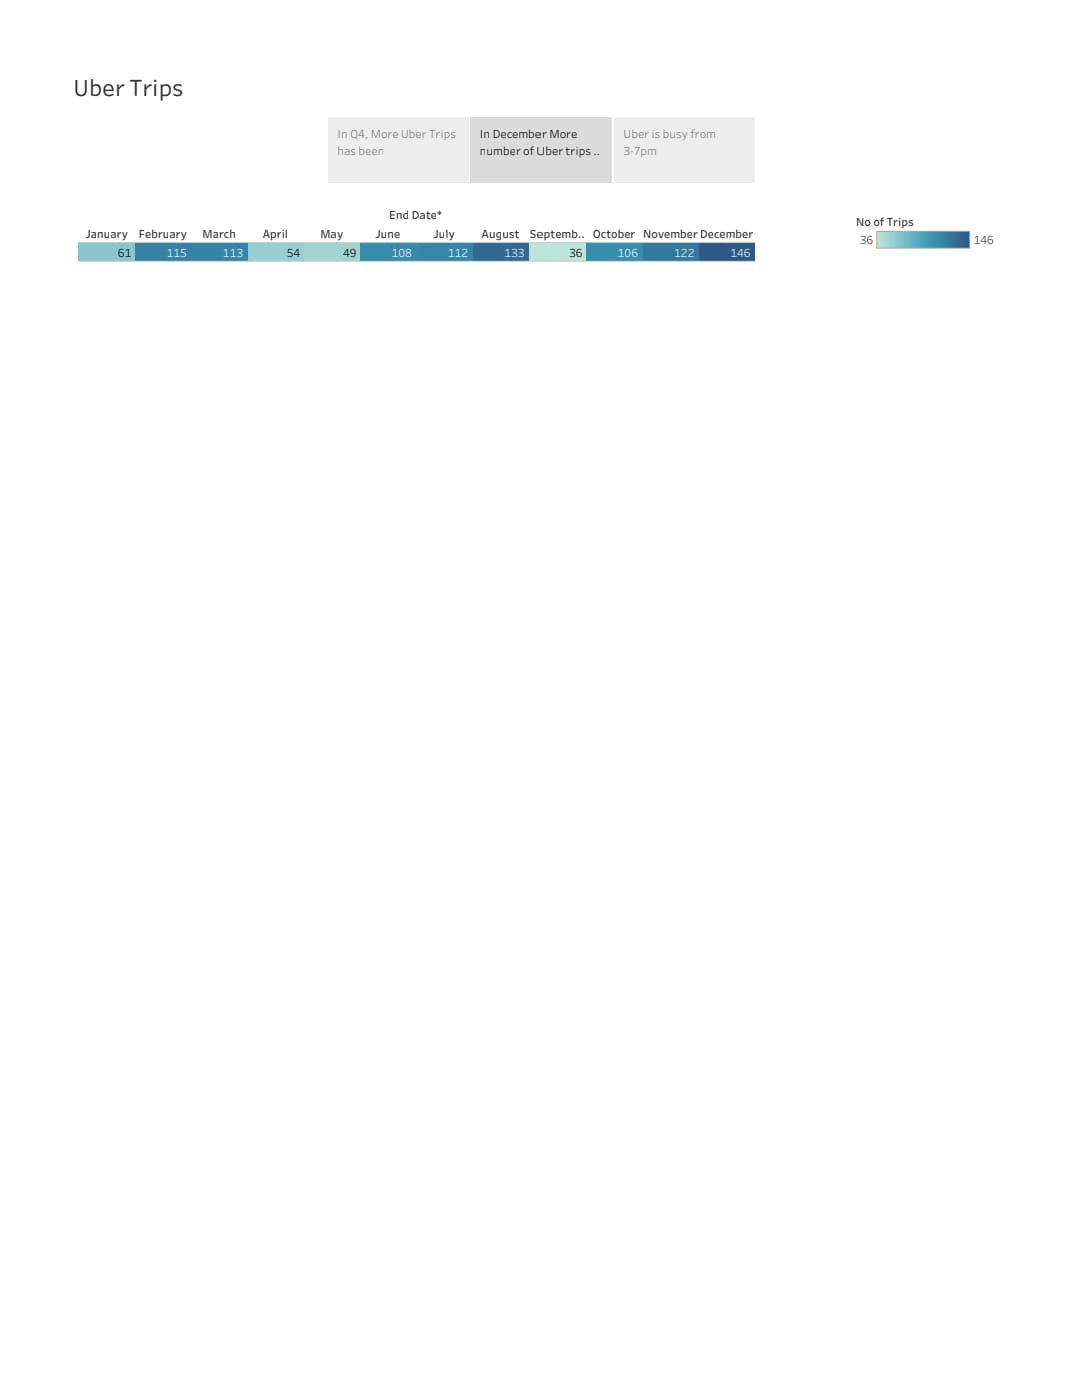 Uber Trips
In Q4, More Uber Trips
has been
In December More
number of Uber trips ..
Uber is busy from
3-7pm
End Date*
January February March April May June July August Septemb.. October November December
61 115 113 54 49 108 112 133 36 106 122 146
No of Trips
36 146